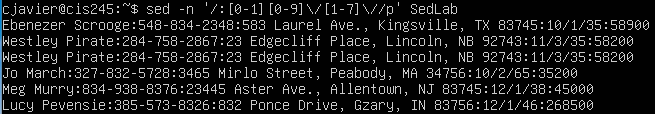 cjavier@cis245:~$ sed -n '/:[0-1][0-9]\/[1-7]\//p' SedLab
Ebenezer Scrooge:548-834-2348:583 Laurel Ave., Kingsville, TX 83745:10/1/35:58900
Westley Pirate:284-758-2867:23 Edgecliff Place, Lincoln, NB 92743:11/3/35:58200
Westley Pirate:284-758-2867:23 Edgecliff Place, Lincoln, NB 92743:11/3/35:58200
Jo March:327-832-5728:3465 Mirlo Street, Peabody, MA 34756:10/2/65:35200
Meg Murry:834-938-8376:23445 Aster Ave., Allentown, NJ 83745:12/1/38:45000
Lucy Pevensie:385-573-8326:832 Ponce Drive, Gzary, IN 83756:12/1/46:268500